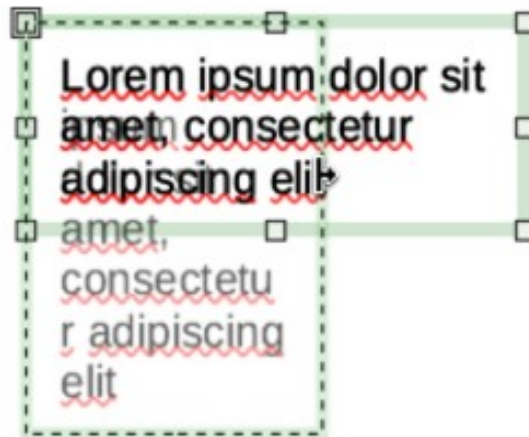 Lorem ipsum dolor sit
amet, consectetur
adipiscing elit
amet,
consectetu
r adipiscing
elit